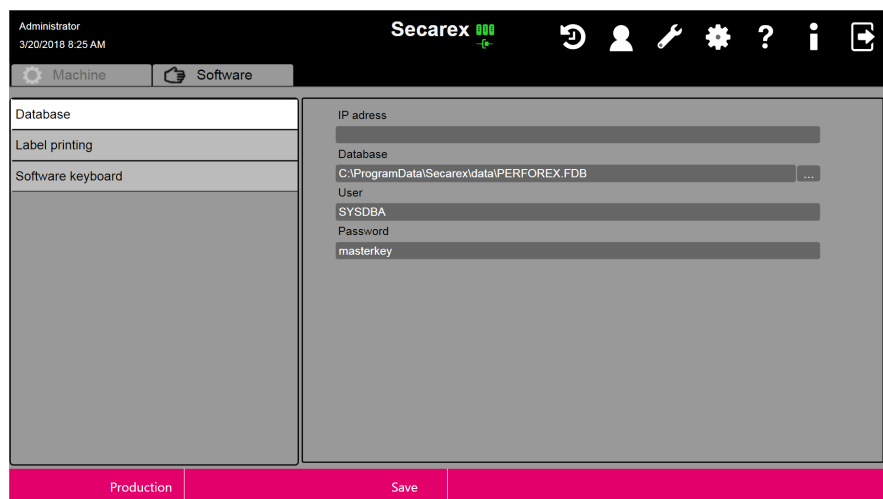 Administrator
3/20/2018 8:25 AM
Secarex
Machine
Software
Database
Label printing
Software keyboard
IP adress
Database
C:\ProgramData\Secarex\data\PERFOREX.FDB
...
User
SYSDBA
Password
masterkey
Production
Save